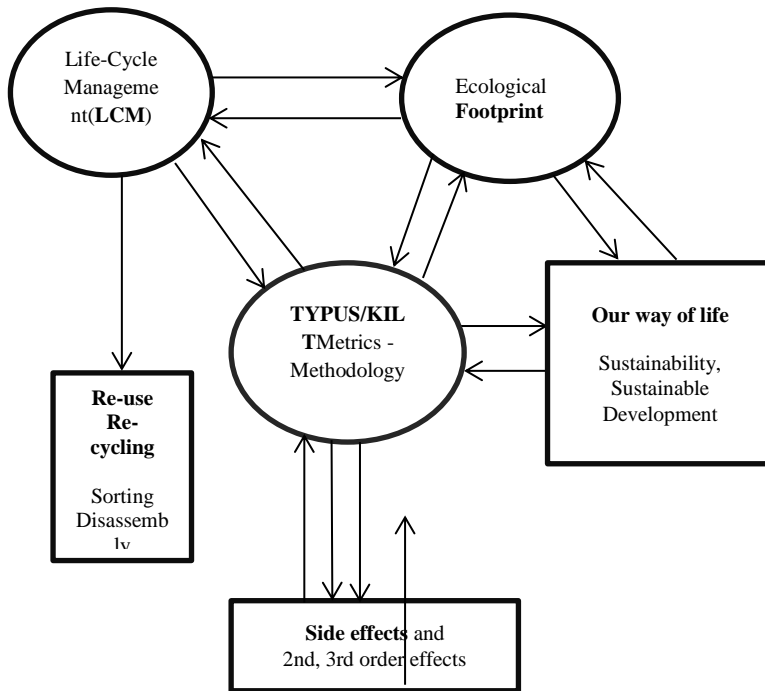 Life-Cycle
Manageme
nt(LCM)
Ecological
Footprint
TYPUS/KIL
TMetrics -
Methodology
Our way of life
Sustainability,
Sustainable
Development
Re-use
Re-
cycling
Sorting
Disassemb
ly
Side effects and
2nd, 3rd order effects